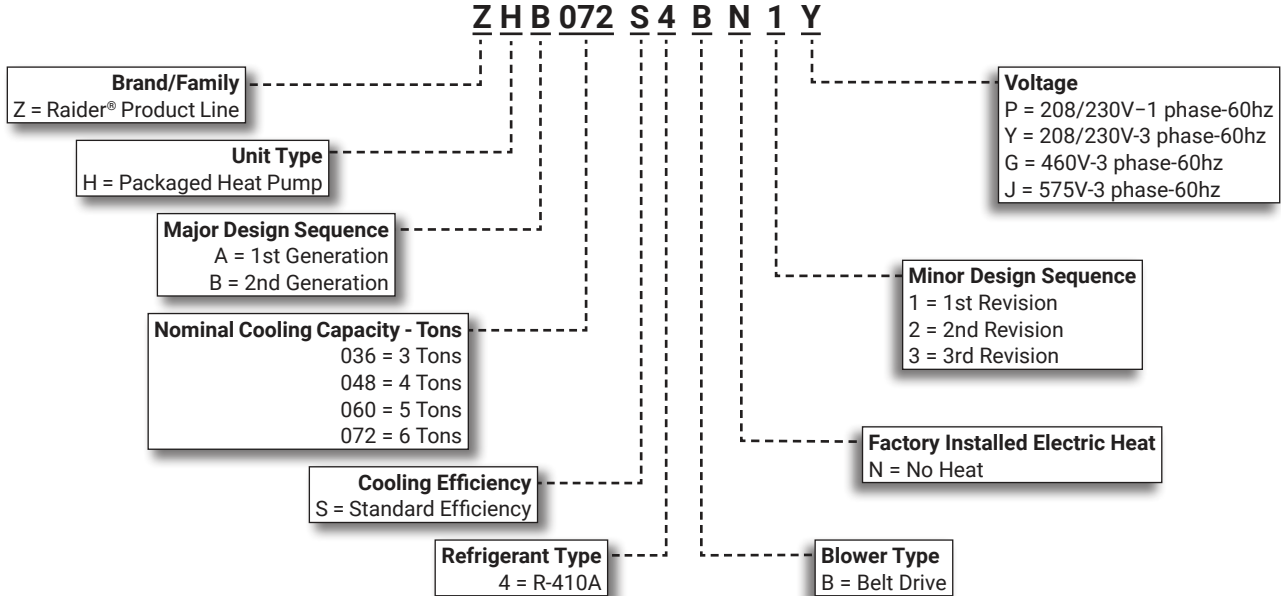 Z H B 072 S 4 B N 1 Y
Brand/Family
Z = Raider® Product Line
Unit Type
H = Packaged Heat Pump
Major Design Sequence
A = 1st Generation
B = 2nd Generation
Nominal Cooling Capacity - Tons
036 = 3 Tons
048 = 4 Tons
060 = 5 Tons
072 = 6 Tons
Cooling Efficiency
S = Standard Efficiency
Refrigerant Type
4 = R-410A
Voltage
P = 208/230V–1 phase-60hz
Y = 208/230V-3 phase-60hz
G = 460V-3 phase-60hz
J = 575V-3 phase-60hz
Minor Design Sequence
1 = 1st Revision
2 = 2nd Revision
3 = 3rd Revision
Factory Installed Electric Heat
N = No Heat
Blower Type
B = Belt Drive